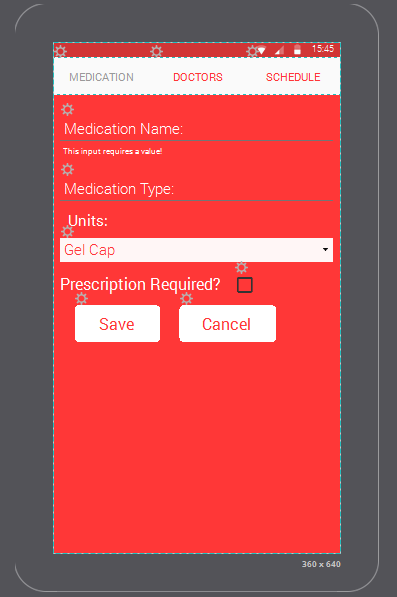 15:45
MEDICATION DOCTORS SCHEDULE
Medication Name:
This input requires a value!
Medication Type:
Units:
Gel Cap
Prescription Required?
Save Cancel
360 x 640